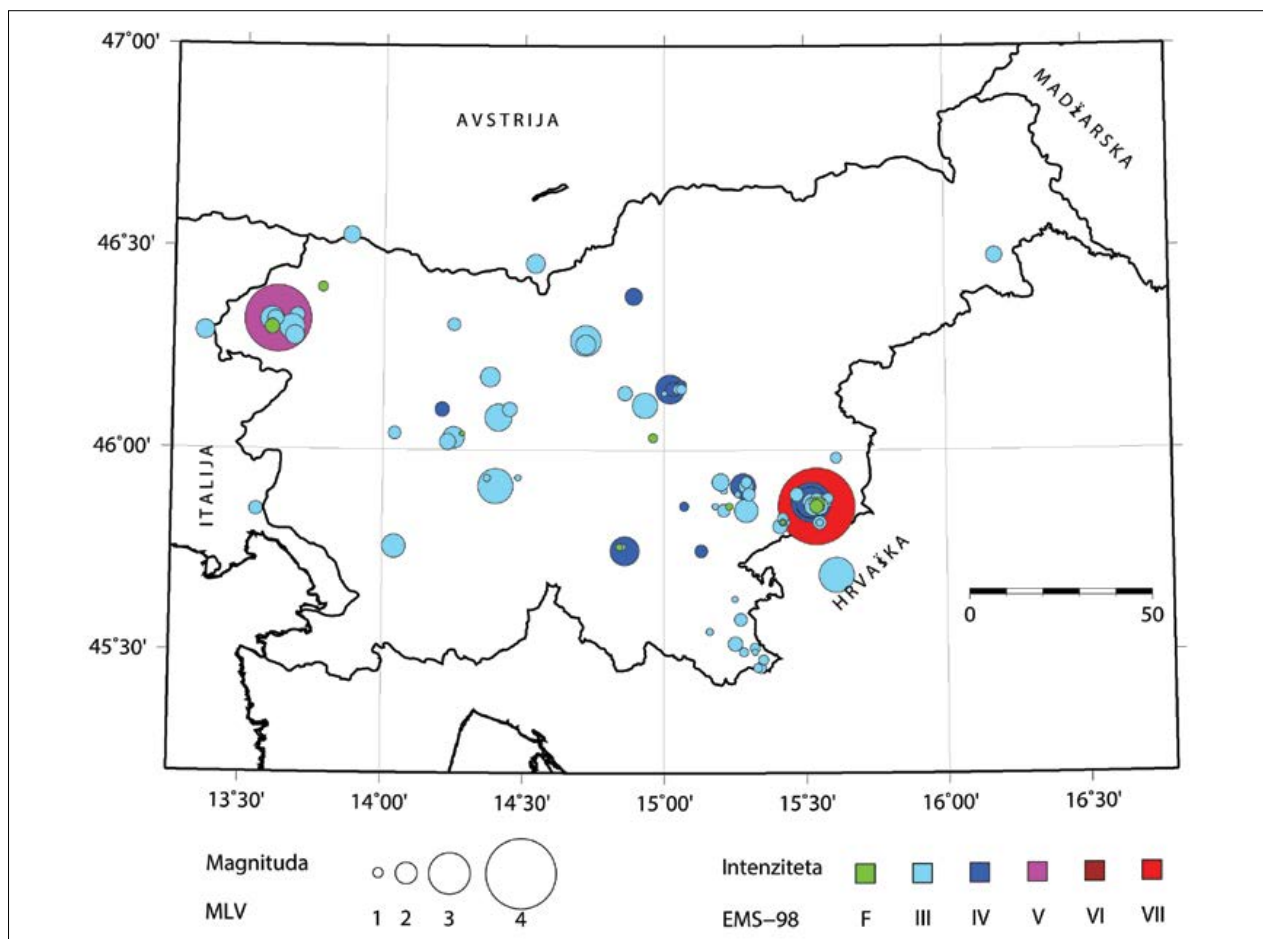 47°00'
MADŽARSKA
AVSTRIJA
46°30'
46°00'
ITALIJA
HRVAŠKA
0 50
45°30'
13°30' 14°00' 14°30' 15°00' 15°30' 16°00' 16°30'
Magnituda
MLV 1 2 3 4
Intenziteta
EMS–98 F III IV V VI VII